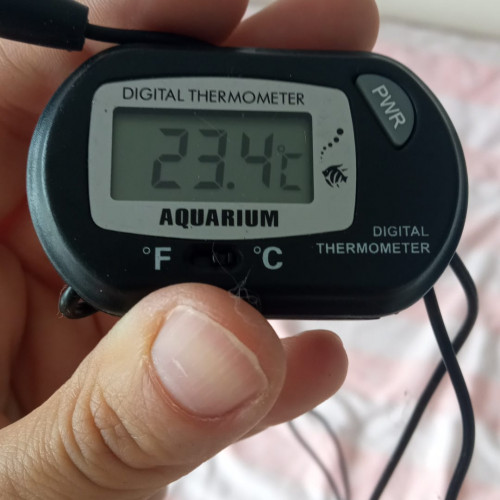 DIGITAL THERMOMETER
PWR
23.4°C
AQUARIUM
DIGITAL
THERMOMETER
°F °C